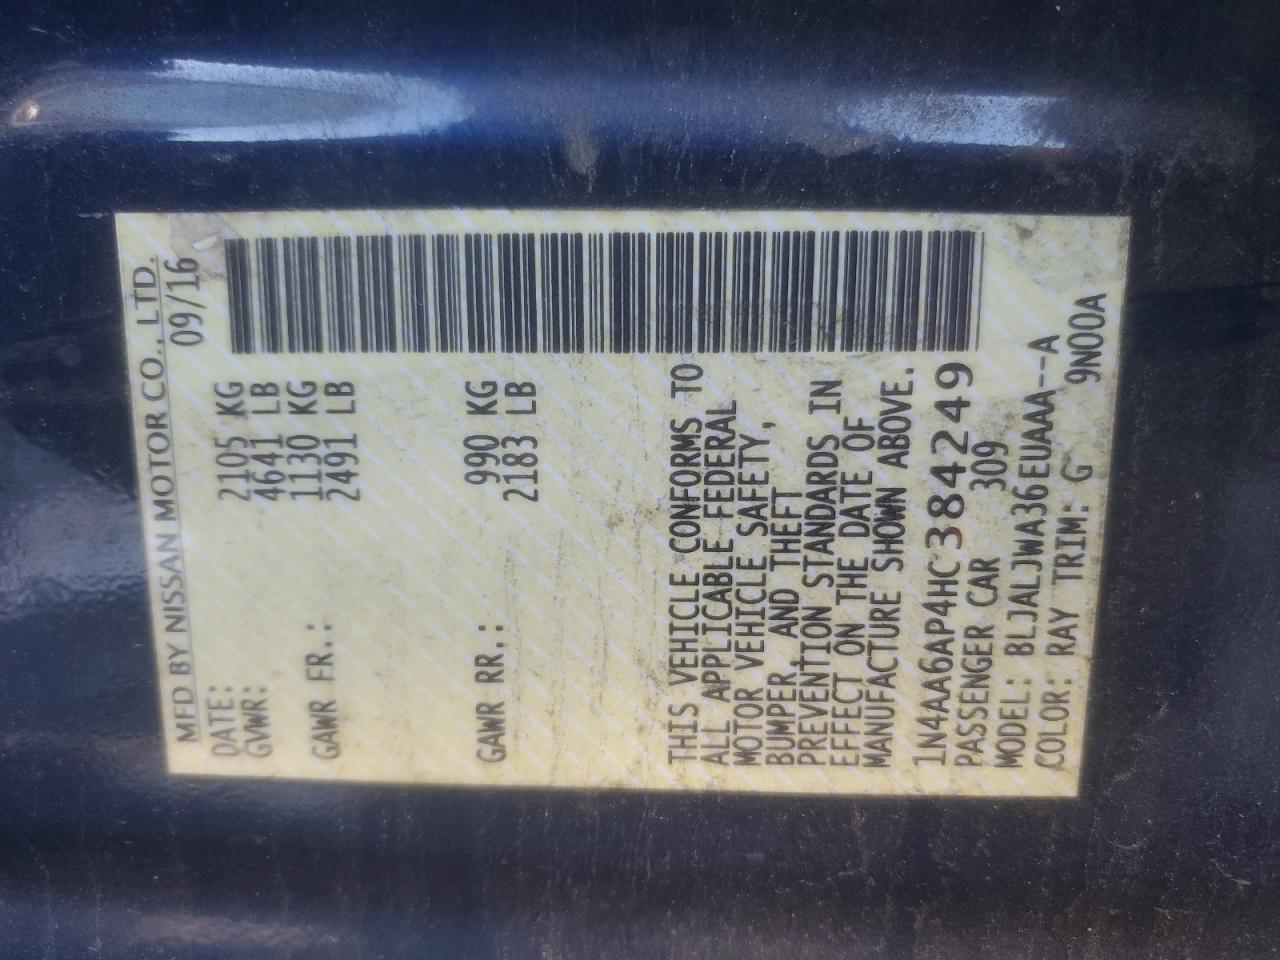 MFD BY NISSAN MOTOR CO., LTD.
DATE: 09/16
GVWR: 2105 KG
4641 LB
GAWR FR.: 1130 KG
2491 LB
GAWR RR.: 990 KG
2183 LB
THIS VEHICLE CONFORMS TO
ALL APPLICABLE FEDERAL
MOTOR VEHICLE SAFETY,
BUMPER, AND THEFT
PREVENTION STANDARDS IN
EFFECT ON THE DATE OF
MANUFACTURE SHOWN ABOVE.
1N4AA6AP4HC384249
PASSENGER CAR 309
MODEL: BLJALJWA36EUAAA--A
COLOR: RAY TRIM: G 9N00A